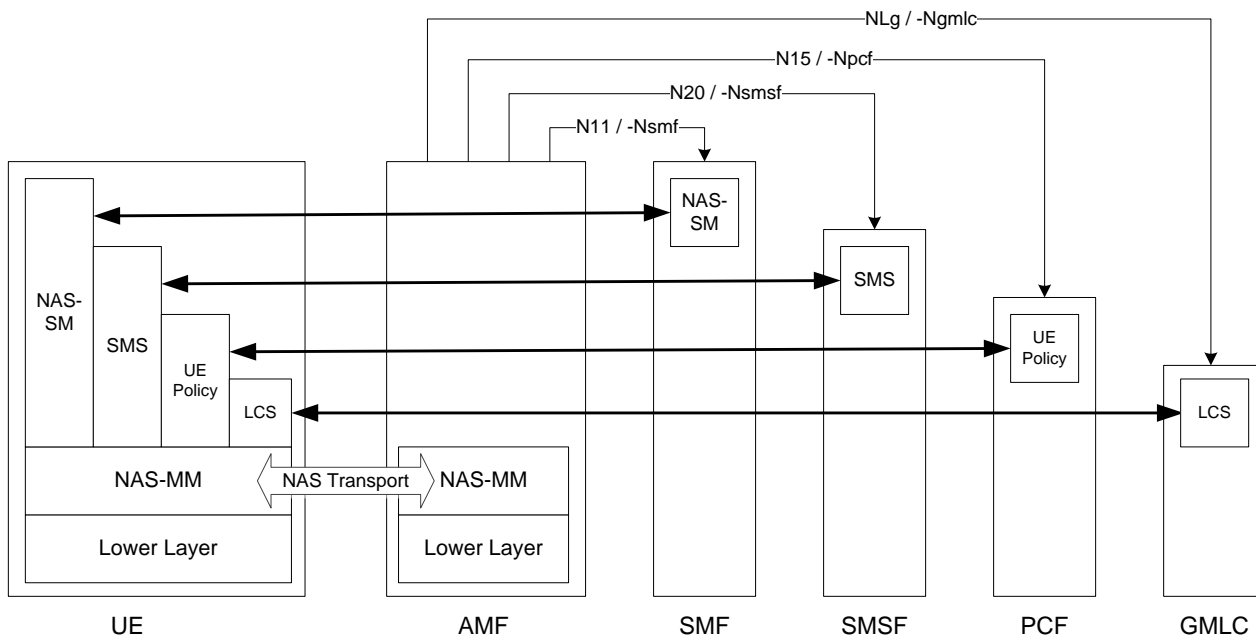 NLg / -Ngmlc
N15 / -Npcf
N20 / -Nsmsf
N11 / -Nsmf
NAS-
SM
SMS
NAS-
SM
SMS
UE
Policy
UE
Policy
LCS
LCS
NAS-MM
NAS Transport
NAS-MM
Lower Layer
Lower Layer
UE
AMF
SMF
SMSF
PCF
GMLC